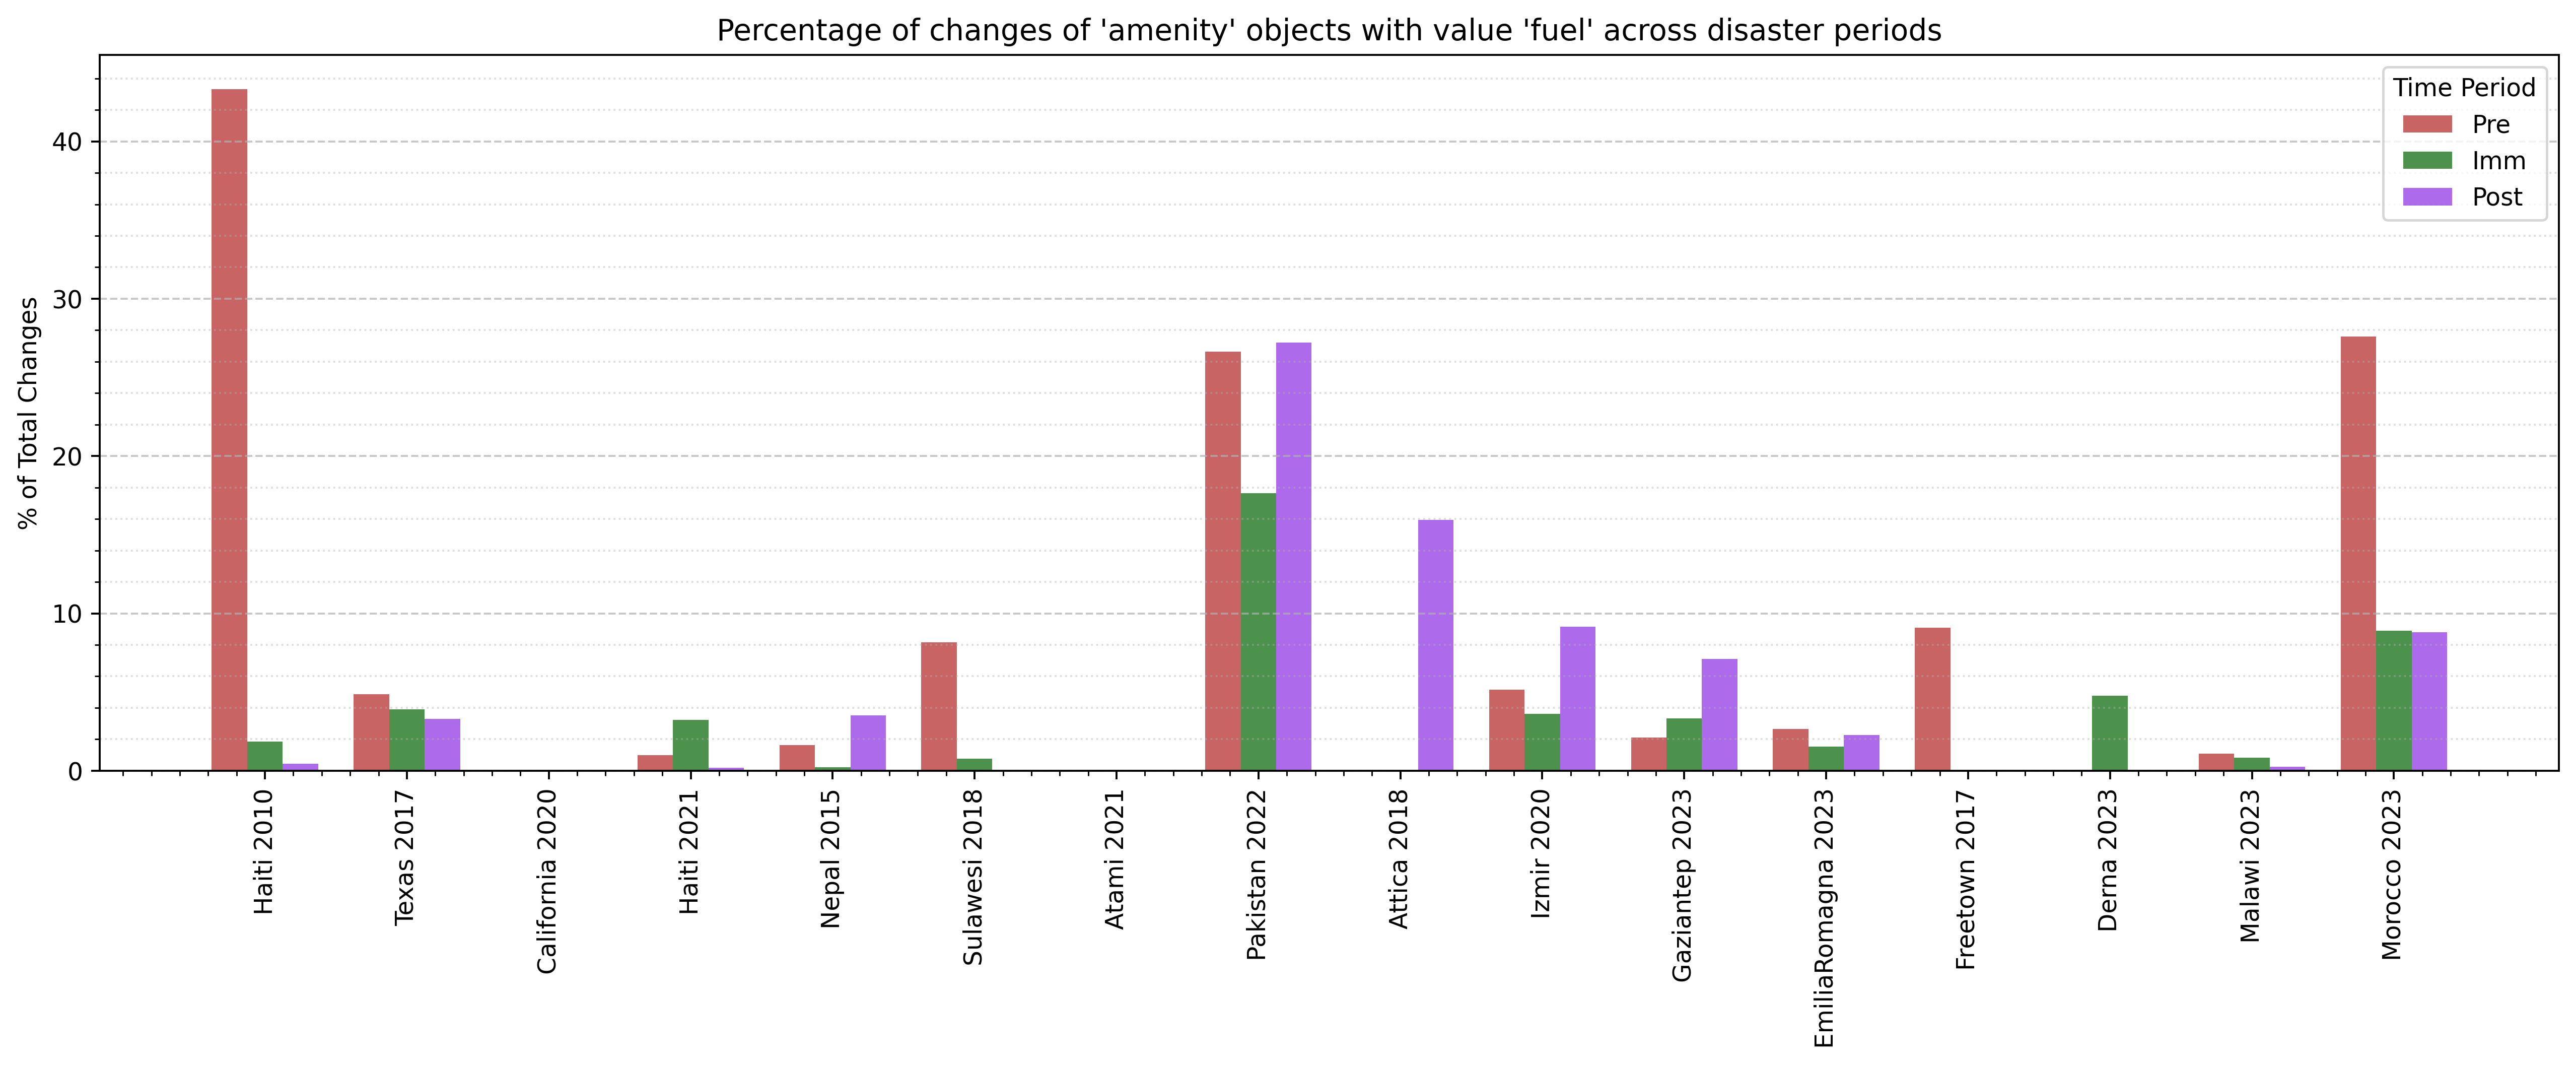 Percentage of changes of 'amenity' objects with value 'fuel' across disaster periods
Time Period
Pre
Imm
Post
% of Total Changes
40
30
20
10
0
Haiti 2010
Texas 2017
California 2020
Haiti 2021
Nepal 2015
Sulawesi 2018
Atami 2021
Pakistan 2022
Attica 2018
Izmir 2020
Gaziantep 2023
EmiliaRomagna 2023
Freetown 2017
Derna 2023
Malawi 2023
Morocco 2023